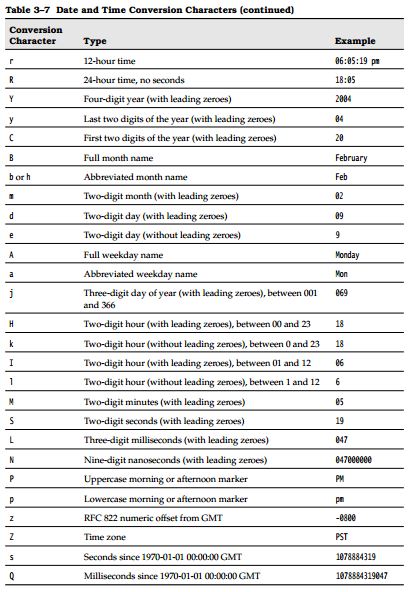 Table 3–7 Date and Time Conversion Characters (continued)
Conversion
Character Type Example
r 12-hour time 06:05:19 pm
R 24-hour time, no seconds 18:05
Y Four-digit year (with leading zeroes) 2004
y Last two digits of the year (with leading zeroes) 04
C First two digits of the year (with leading zeroes) 20
B Full month name February
b or h Abbreviated month name Feb
m Two-digit month (with leading zeroes) 02
d Two-digit day (with leading zeroes) 09
e Two-digit day (without leading zeroes) 9
A Full weekday name Monday
a Abbreviated weekday name Mon
j Three-digit day of year (with leading zeroes), between 001 069
and 366
H Two-digit hour (with leading zeroes), between 00 and 23 18
k Two-digit hour (without leading zeroes), between 0 and 23 18
I Two-digit hour (with leading zeroes), between 01 and 12 06
l Two-digit hour (without leading zeroes), between 1 and 12 6
M Two-digit minutes (with leading zeroes) 05
S Two-digit seconds (with leading zeroes) 19
L Three-digit milliseconds (with leading zeroes) 047
N Nine-digit nanoseconds (with leading zeroes) 047000000
P Uppercase morning or afternoon marker PM
p Lowercase morning or afternoon marker pm
z RFC 822 numeric offset from GMT -0800
Z Time zone PST
s Seconds since 1970-01-01 00:00:00 GMT 1078884319
Q Milliseconds since 1970-01-01 00:00:00 GMT 1078884319047